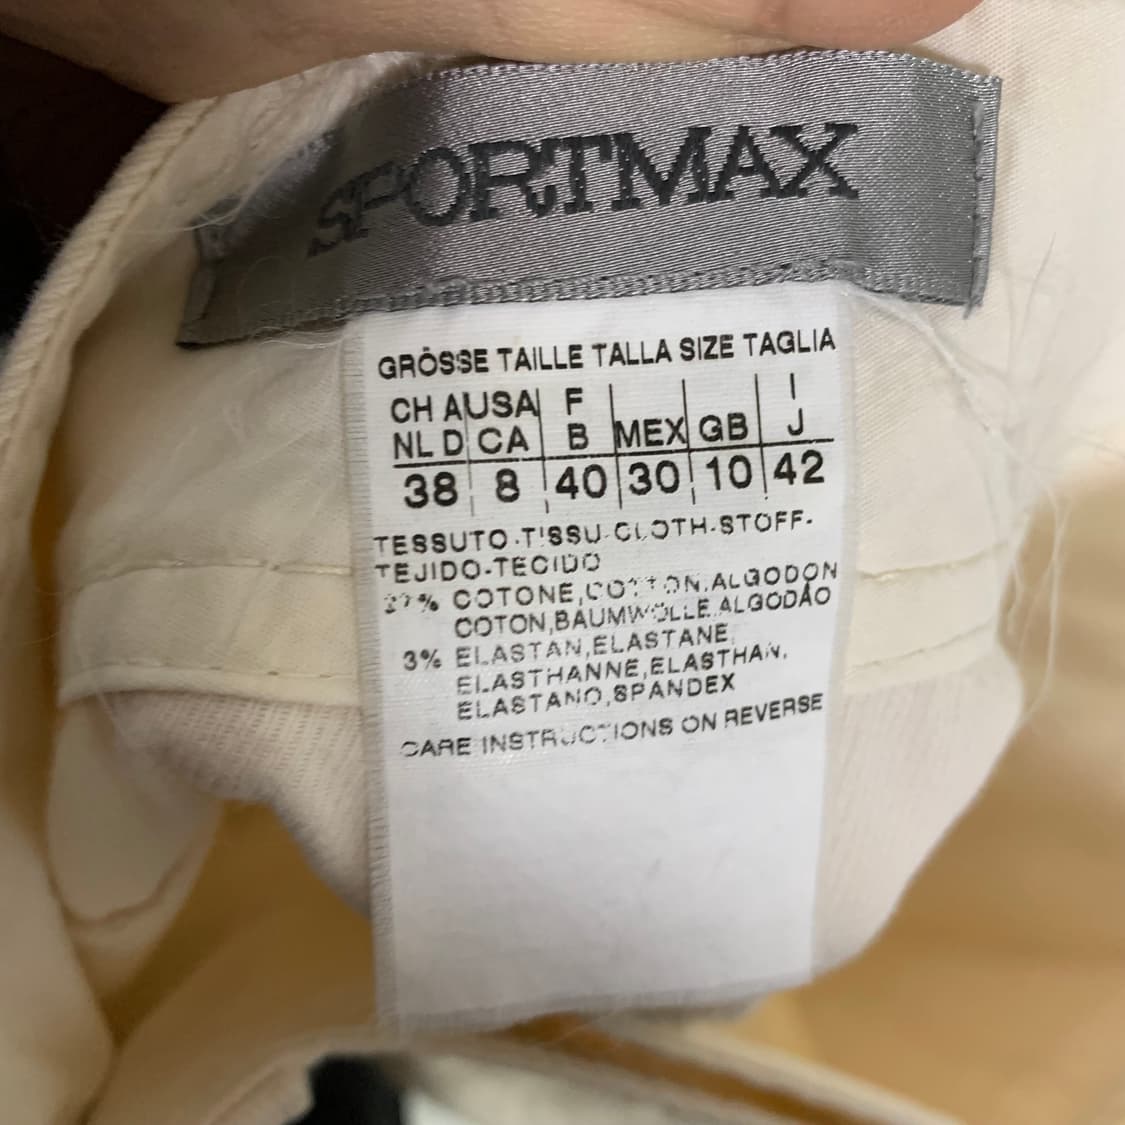 SPORTMAX
GRÖSSE TAILLE TALLA SIZE TAGLIA
CH A USA F I
NL D CA B MEX GB J
38 8 40 30 10 42
TESSUTO-TISSU-CLOTH-STOFF-
TEJIDO-TECIDO
COTONE,COTTON,ALGODON
COTON,BAUMWOLLE,ALGODÃO
3% ELASTAN,ELASTANE,
ELASTHANNE,ELASTHAN,
ELASTANO,SPANDEX
CARE INSTRUCTIONS ON REVERSE